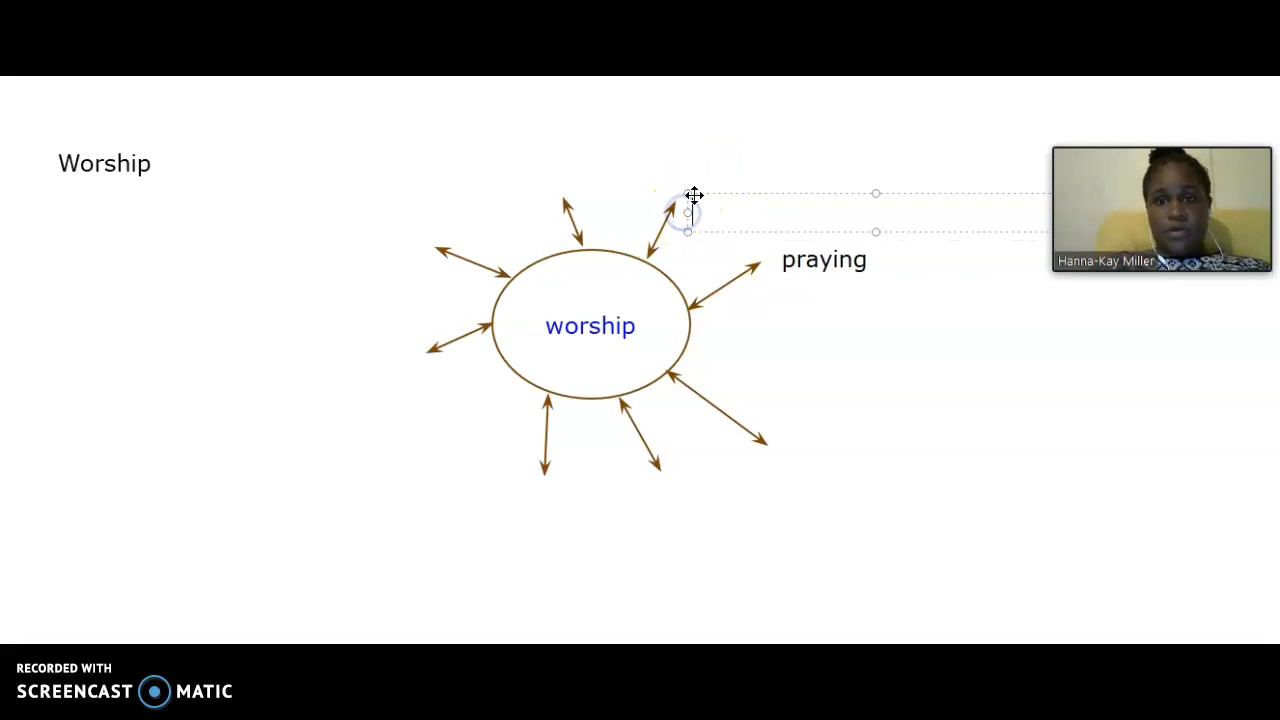 Worship
praying
worship
Hanna-Kay Miller
RECORDED WITH
SCREENCAST MATIC